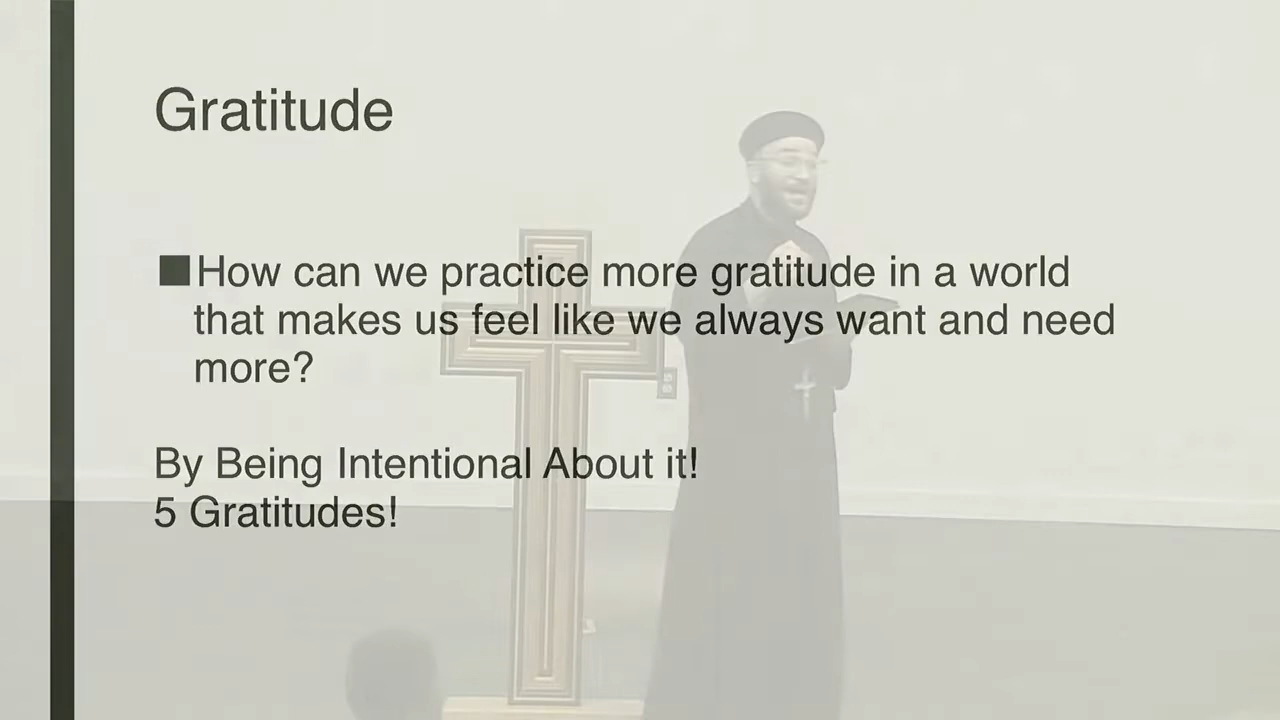 Gratitude
■How can we practice more gratitude in a world
that makes us feel like we always want and need
more?
By Being Intentional About it!
5 Gratitudes!